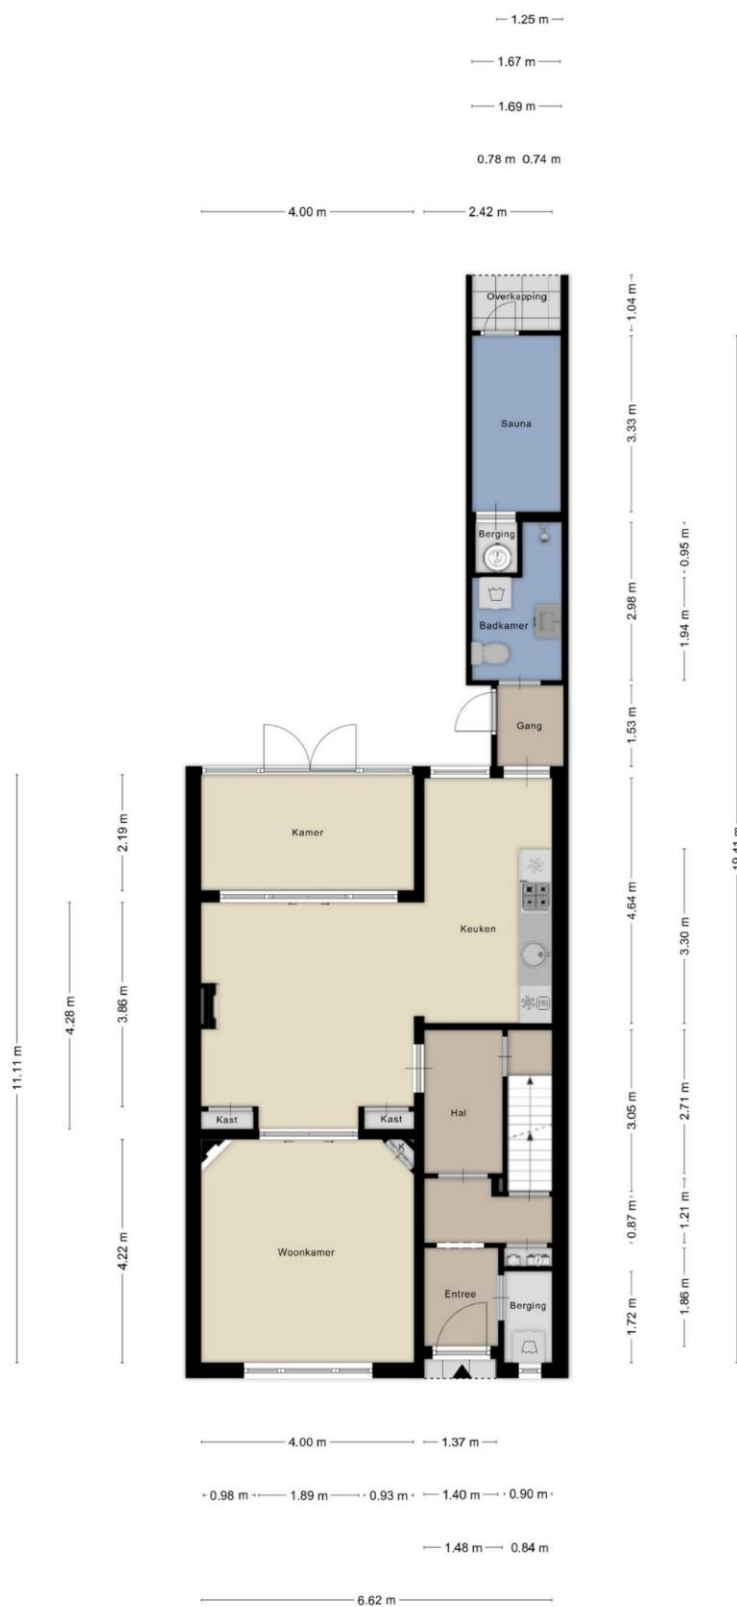 1.25 m
1.67 m
1.69 m
0.78 m 0.74 m
4.00 m 2.42 m
Overkapping
1.04 m
Sauna
3.33 m
Berging
0.95 m
2.98 m
Badkamer
1.94 m
Gang
1.53 m
Kamer
2.19 m
Keuken
4.64 m
3.30 m
3.86 m
4.28 m
11.11 m
Kast Kast
K
Hal
3.05 m
2.71 m
Woonkamer
4.22 m
0.87 m
1.21 m
Entree
Berging
1.72 m
1.86 m
4.00 m 1.37 m
0.98 m 1.89 m 0.93 m 1.40 m 0.90 m
1.48 m 0.84 m
6.62 m